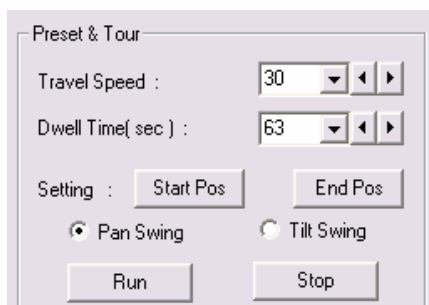 Preset & Tour
Travel Speed : 30
Dwell Time( sec ) : 63
Setting : Start Pos End Pos
Pan Swing Tilt Swing
Run Stop